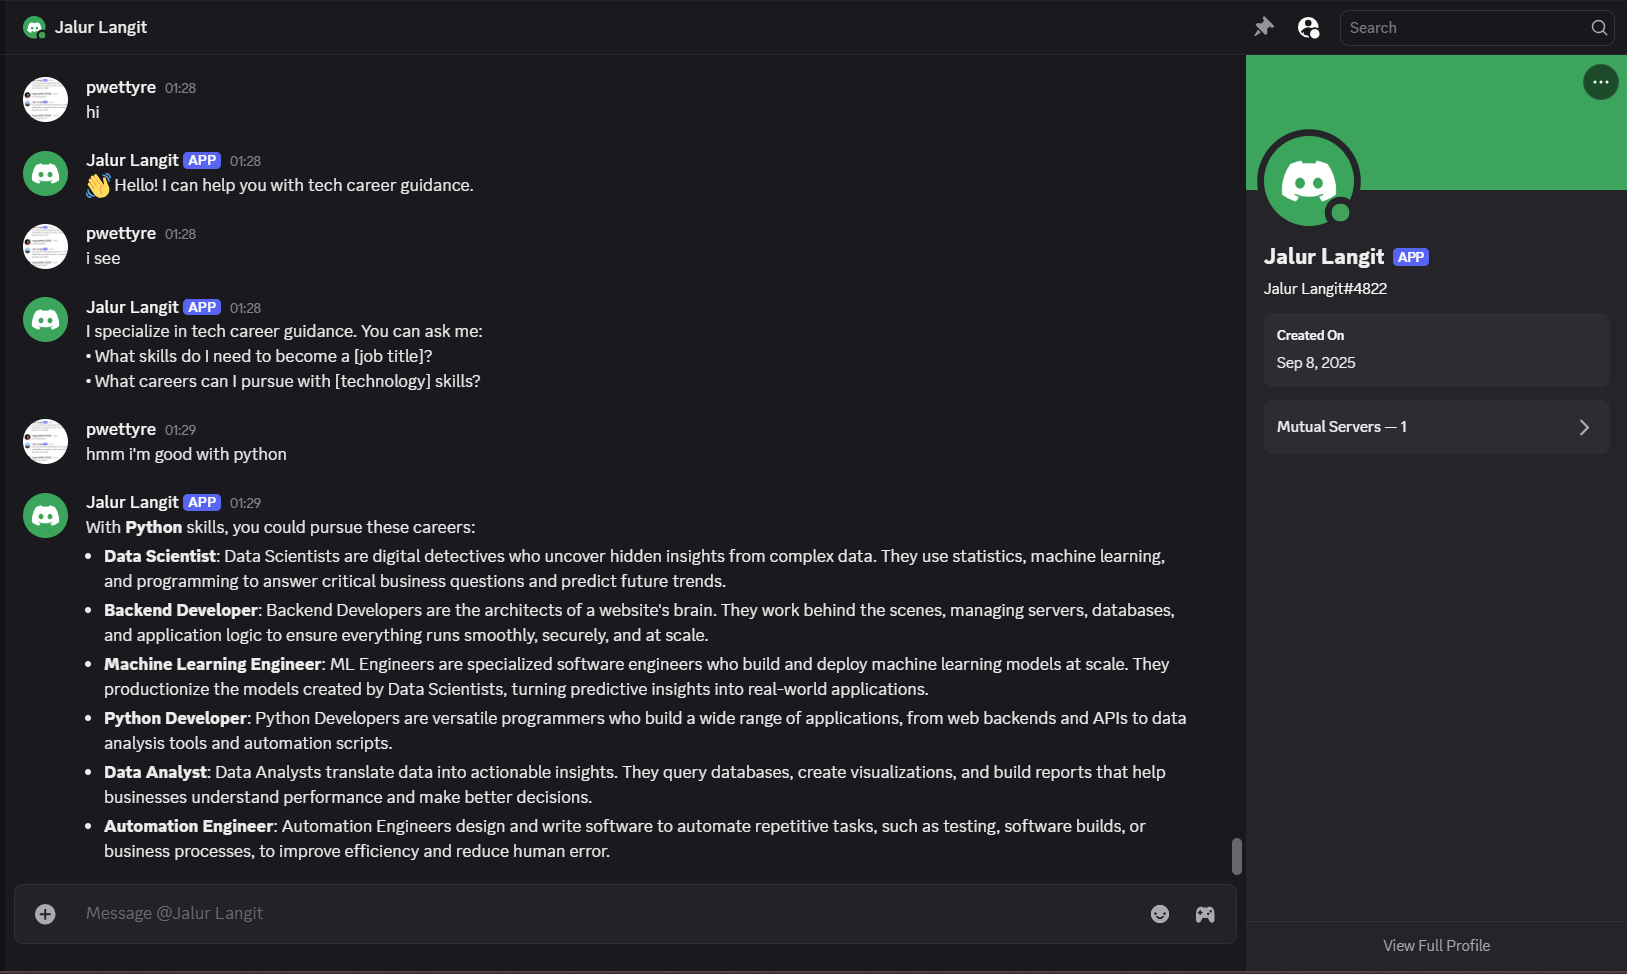 Jalur Langit
Search
pwettyre 01:28
hi
Jalur Langit APP 01:28
👋 Hello! I can help you with tech career guidance.
pwettyre 01:28
i see
Jalur Langit APP 01:28
I specialize in tech career guidance. You can ask me:
• What skills do I need to become a [job title]?
• What careers can I pursue with [technology] skills?
pwettyre 01:29
hmm i'm good with python
Jalur Langit APP 01:29
With Python skills, you could pursue these careers:
• Data Scientist: Data Scientists are digital detectives who uncover hidden insights from complex data. They use statistics, machine learning,
and programming to answer critical business questions and predict future trends.
• Backend Developer: Backend Developers are the architects of a website's brain. They work behind the scenes, managing servers, databases,
and application logic to ensure everything runs smoothly, securely, and at scale.
• Machine Learning Engineer: ML Engineers are specialized software engineers who build and deploy machine learning models at scale. They
productionize the models created by Data Scientists, turning predictive insights into real-world applications.
• Python Developer: Python Developers are versatile programmers who build a wide range of applications, from web backends and APIs to data
analysis tools and automation scripts.
• Data Analyst: Data Analysts translate data into actionable insights. They query databases, create visualizations, and build reports that help
businesses understand performance and make better decisions.
• Automation Engineer: Automation Engineers design and write software to automate repetitive tasks, such as testing, software builds, or
business processes, to improve efficiency and reduce human error.
Message @Jalur Langit
Jalur Langit APP
Jalur Langit#4822
Created On
Sep 8, 2025
Mutual Servers — 1
View Full Profile